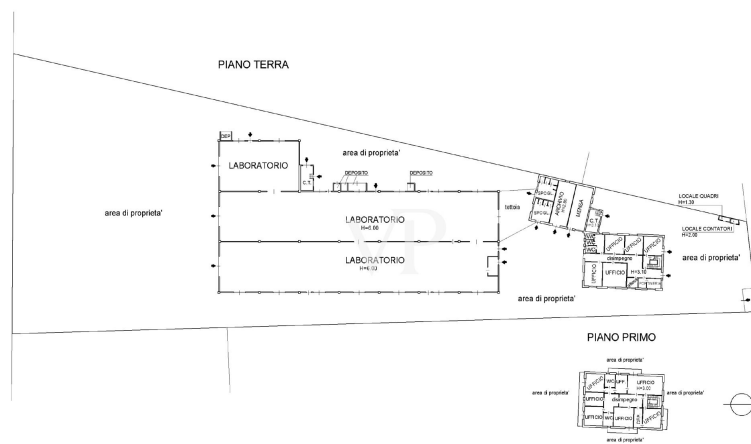 PIANO TERRA
DEP
LABORATORIO
area di proprieta'
C.T.
DEPOSITO
DEPOSITO
area di proprieta'
LABORATORIO
H=6.00
LABORATORIO
H=6.00
tettoia
SPOGL.
SPOGL.
ARCHIVIO
MENSA
C.T.
LOCALE QUADRI
H=1.30
LOCALE CONTATORI
H=2.00
UFFICIO
UFFICIO
UFFICIO
disimpegno
area di proprieta'
UFFICIO
UFFICIO
H=3.10
area di proprieta'
VP
PIANO PRIMO
area di proprieta'
UFFICIO
WC
UFF.
UFFICIO
H=3.00
area di proprieta'
UFFICIO
disimpegno
area di proprieta'
UFFICIO
WC
UFFICIO
UFFICIO
area di proprieta'